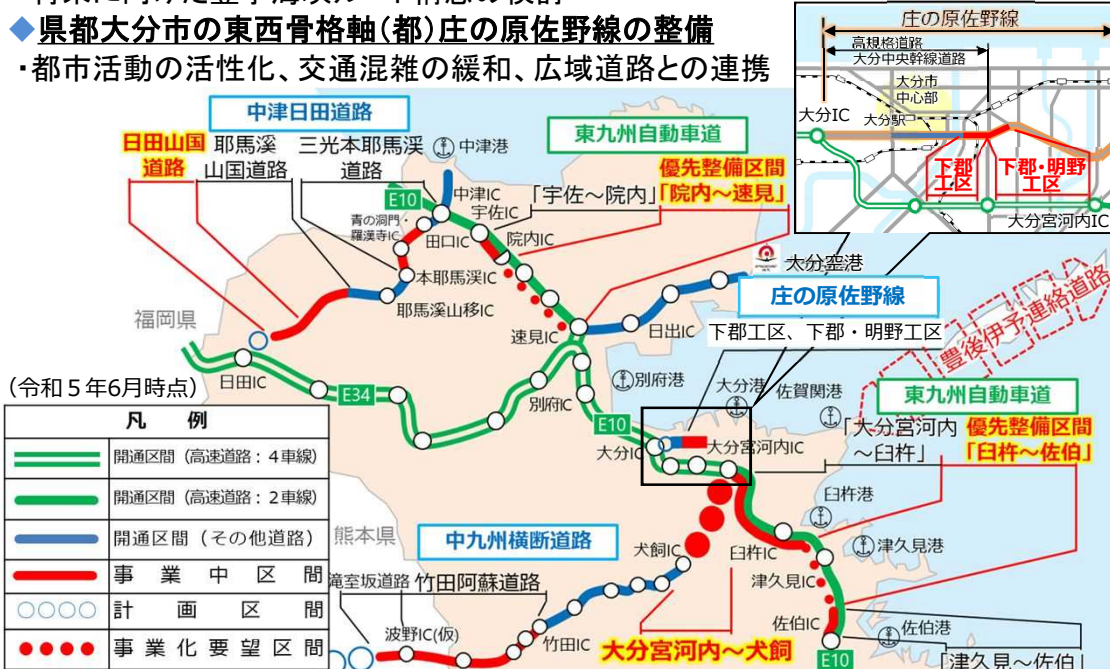 ◆県都大分市の東西骨格軸(都)庄の原佐野線の整備
・都市活動の活性化、交通混雑の緩和、広域道路との連携
庄の原佐野線
高規格道路
大分中央幹線道路
大分市
中心部
大分IC
大分駅
下郡
工区
下郡・明野
工区
大分宮河内IC
中津日田道路
日田山国
道路
耶馬溪
山国道路
三光本耶馬渓
道路
中津港
東九州自動車道
優先整備区間
「院内～速見」
「宇佐～院内」
中津IC
E10
宇佐IC
青の洞門・
羅漢寺IC
田口IC
院内IC
本耶馬渓IC
耶馬溪山移IC
大分空港
庄の原佐野線
下郡工区、下郡・明野工区
福岡県
速見IC
日出IC
豊後伊予連絡道路
日田IC
E34
別府IC
別府港
大分港
佐賀関港
東九州自動車道
E10
大分IC
大分宮河内IC
「大分宮河内
～臼杵」
優先整備区間
「臼杵～佐伯」
(令和5年6月時点)
凡 例
開通区間 (高速道路:4車線)
開通区間 (高速道路:2車線)
開通区間 (その他道路)
事業中区間
計画区間
事業化要望区間
熊本県
中九州横断道路
犬飼IC
臼杵IC
臼杵港
津久見港
津久見IC
滝室坂道路
竹田阿蘇道路
波野IC(仮)
竹田IC
大分宮河内～犬飼
佐伯IC
佐伯港
E10
「津久見～佐伯」